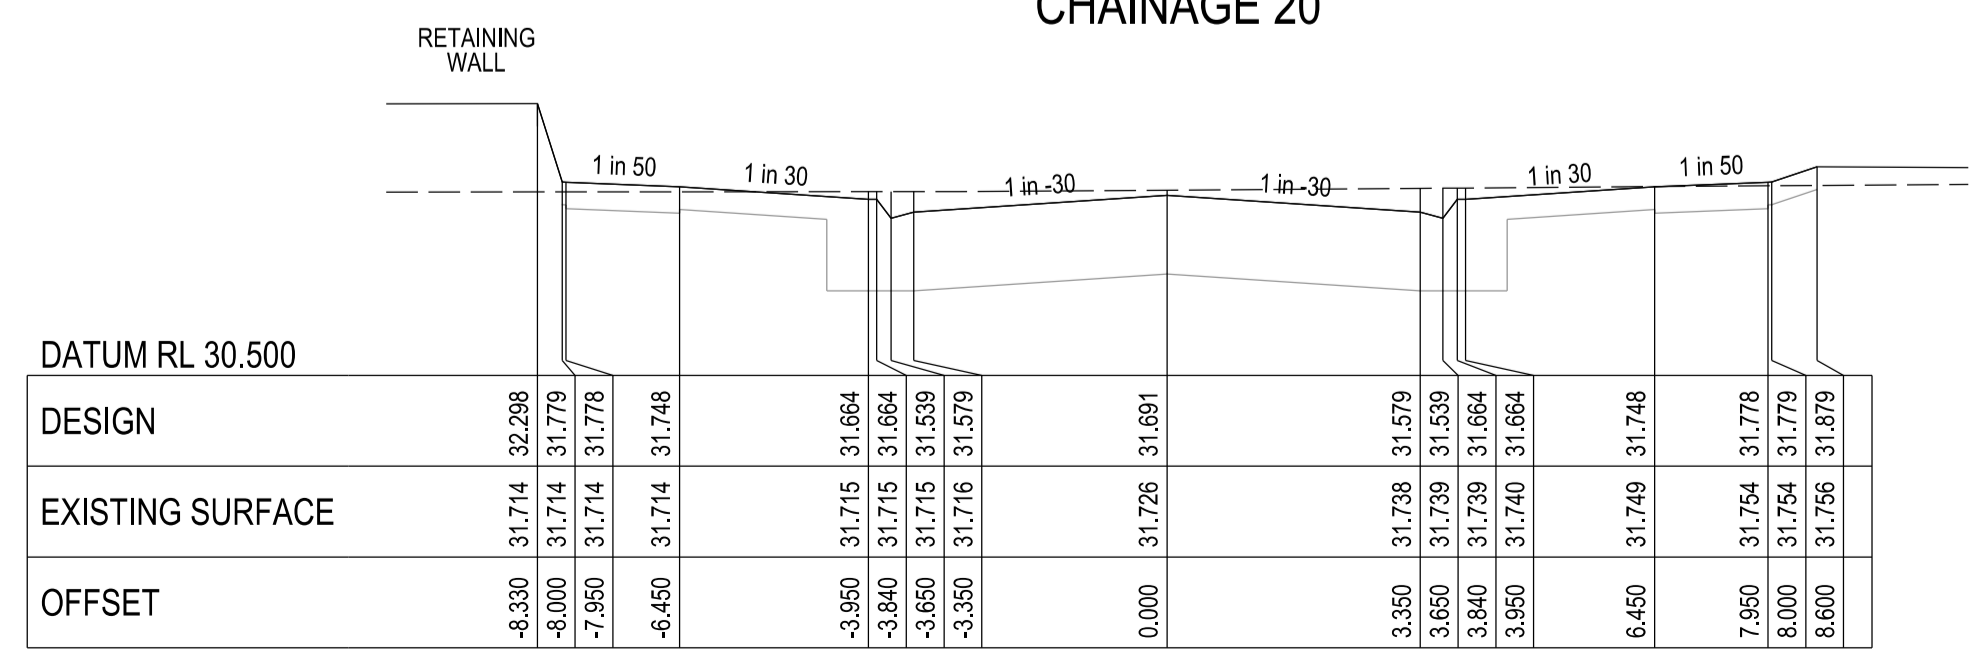 CHAINAGE 20
RETAINING
WALL
1 in 50
1 in 30
1 in -30
1 in -30
1 in 30
1 in 50
DATUM RL 30.500
DESIGN 32.298 31.779 31.778 31.748 31.664 31.664 31.539 31.579 31.691 31.579 31.539 31.664 31.664 31.748 31.778 31.779 31.879
EXISTING SURFACE 31.714 31.714 31.714 31.714 31.715 31.715 31.715 31.716 31.726 31.738 31.739 31.739 31.740 31.749 31.754 31.754 31.756
OFFSET -8.330 -8.000 -7.950 -6.450 -3.950 -3.840 -3.650 -3.350 0.000 3.350 3.650 3.840 3.950 6.450 7.950 8.000 8.600